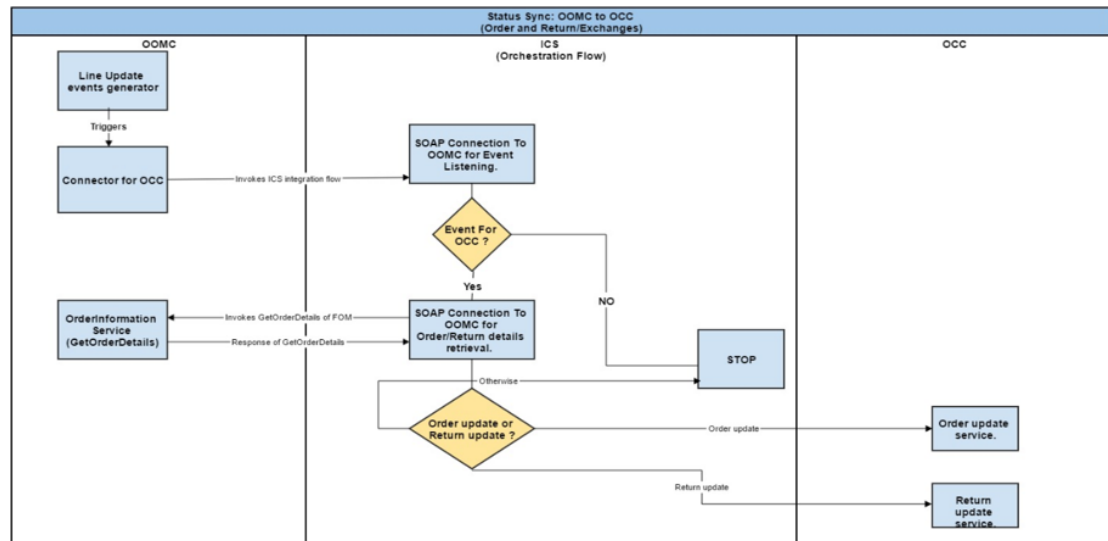 Status Sync: OOMC to OCC
(Order and Return/Exchanges)
OOMC
ICS
(Orchestration Flow)
OCC
Line Update
events generator
Triggers
Connector for OCC
Invokes ICS integration flow
SOAP Connection To
OOMC for Event
Listening.
Event For
OCC ?
Yes
NO
OrderInformation
Service
(GetOrderDetails)
Invokes GetOrderDetails of FOM
Response of GetOrderDetails
SOAP Connection To
OOMC for
Order/Return details
retrieval.
STOP
Otherwise
Order update or
Return update ?
Order update
Order update
service.
Return update
Return
update
service.